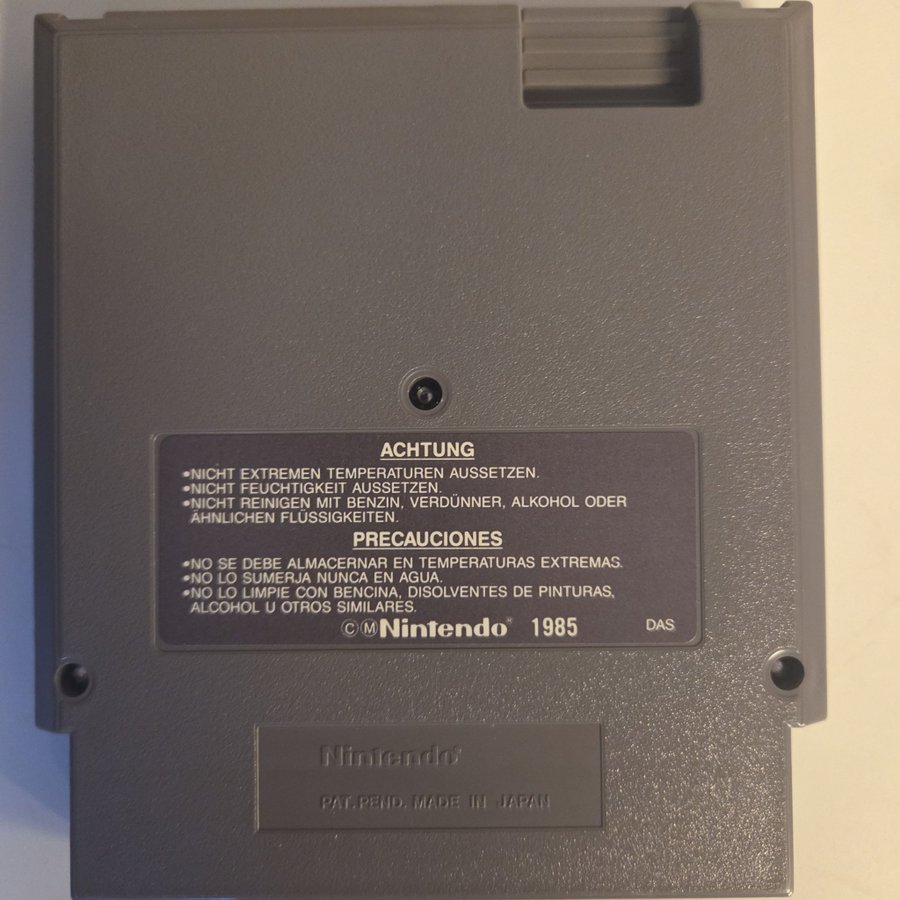 ACHTUNG
•NICHT EXTREMEN TEMPERATUREN AUSSETZEN.
•NICHT FEUCHTIGKEIT AUSSETZEN.
•NICHT REINIGEN MIT BENZIN, VERDÜNNER, ALKOHOL ODER
ÄHNLICHEN FLÜSSIGKEITEN.
PRECAUCIONES
•NO SE DEBE ALMACERNAR EN TEMPERATURAS EXTREMAS.
•NO LO SUMERJA NUNCA EN AGUA.
•NO LO LIMPIE CON BENCINA, DISOLVENTES DE PINTURAS,
ALCOHOL U OTROS SIMILARES.
©Ⓜ Nintendo® 1985 DAS
Nintendo®
PAT. PEND. MADE IN JAPAN